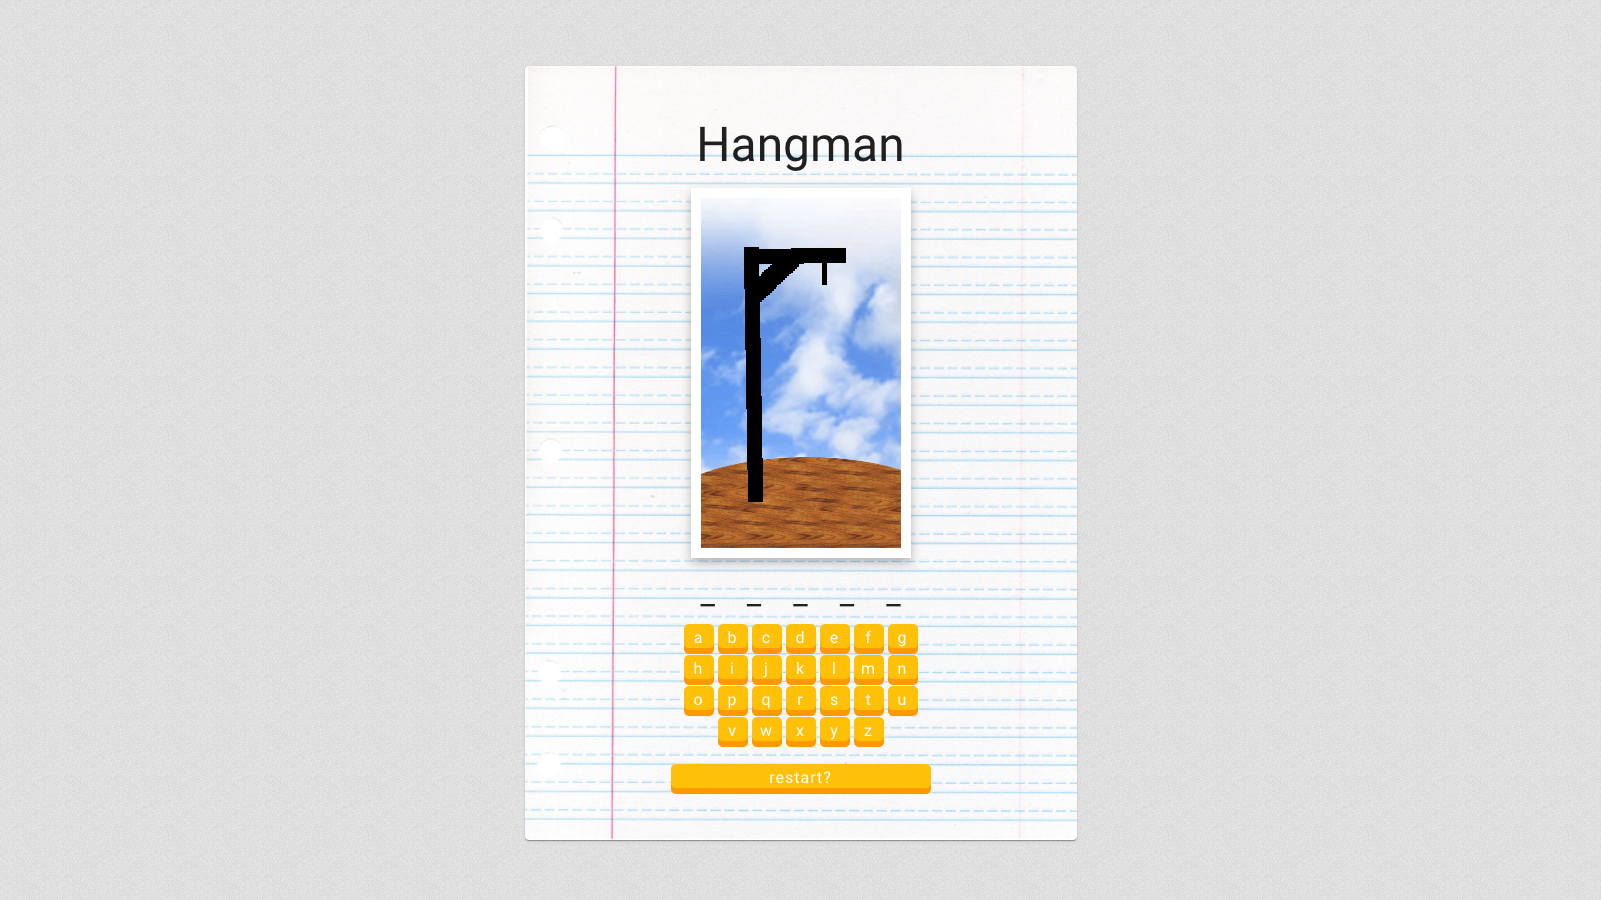 Hangman
_ _ _ _ _
a b c d e f g
h i j k l m n
o p q r s t u
v w x y z
restart?